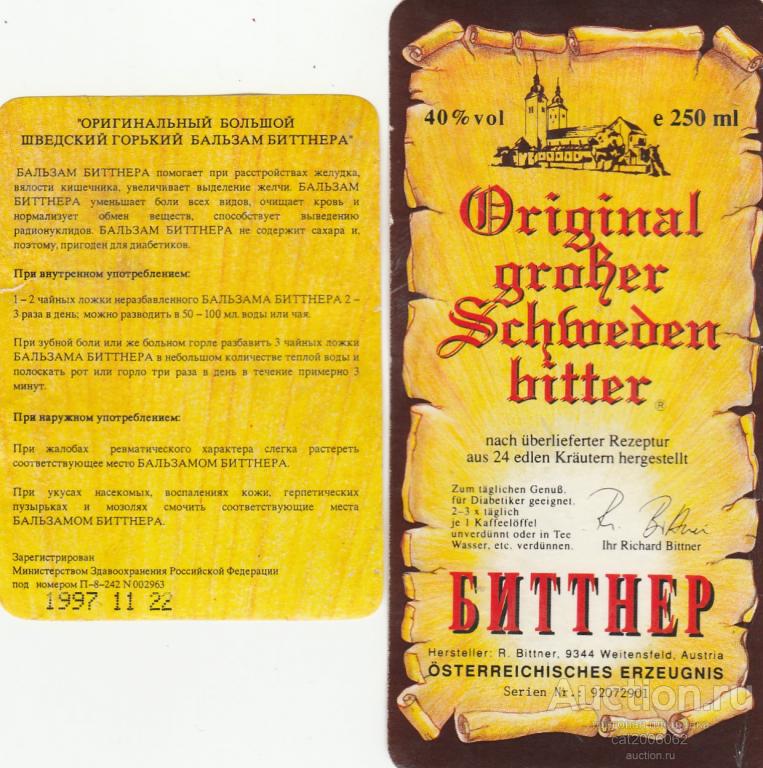 "ОРИГИНАЛЬНЫЙ БОЛЬШОЙ
ШВЕДСКИЙ ГОРЬКИЙ БАЛЬЗАМ БИТТНЕРА"
БАЛЬЗАМ БИТТНЕРА помогает при расстройствах желудка,
вялости кишечника, увеличивает выделение желчи. БАЛЬЗАМ
БИТТНЕРА уменьшает боли всех видов, очищает кровь и
нормализует обмен веществ, способствует выведению
радионуклидов. БАЛЬЗАМ БИТТНЕРА не содержит сахара и,
поэтому, пригоден для диабетиков.
При внутренном употреблении:
1 – 2 чайных ложки неразбавленного БАЛЬЗАМА БИТТНЕРА 2 –
3 раза в день; можно разводить в 50 – 100 мл. воды или чая.
При зубной боли или же больном горле разбавить 3 чайных ложки
БАЛЬЗАМА БИТТНЕРА в небольшом количестве теплой воды и
полоскать рот или горло три раза в день в течение примерно 3
минут.
При наружном употреблении:
При жалобах ревматического характера слегка растереть
соответствующее место БАЛЬЗАМОМ БИТТНЕРА.
При укусах насекомых, воспалениях кожи, герпетических
пузырьках и мозолях смочить соответствующие места
БАЛЬЗАМОМ БИТТНЕРА.
Зарегистрирован
Министерством Здавоохранения Российской Федерации
под номером П-8-242 N 002963
1997 11 22
40% vol
e 250 ml
Original
großer
Schweden
bitter
®
nach überlieferter Rezeptur
aus 24 edlen Kräutern hergestellt
Zum täglichen Genuß.
für Diabetiker geeignet.
2–3 x täglich
je 1 Kaffeelöffel
unverdünnt oder in Tee
Wasser, etc. verdünnen.
R. Bittner
Ihr Richard Bittner
БИТТНЕР
Hersteller: R. Bittner, 9344 Weitensfeld, Austria
ÖSTERREICHISCHES ERZEUGNIS
Serien Nr.: 92072901
Auction.ru
cat2006062
auction.ru